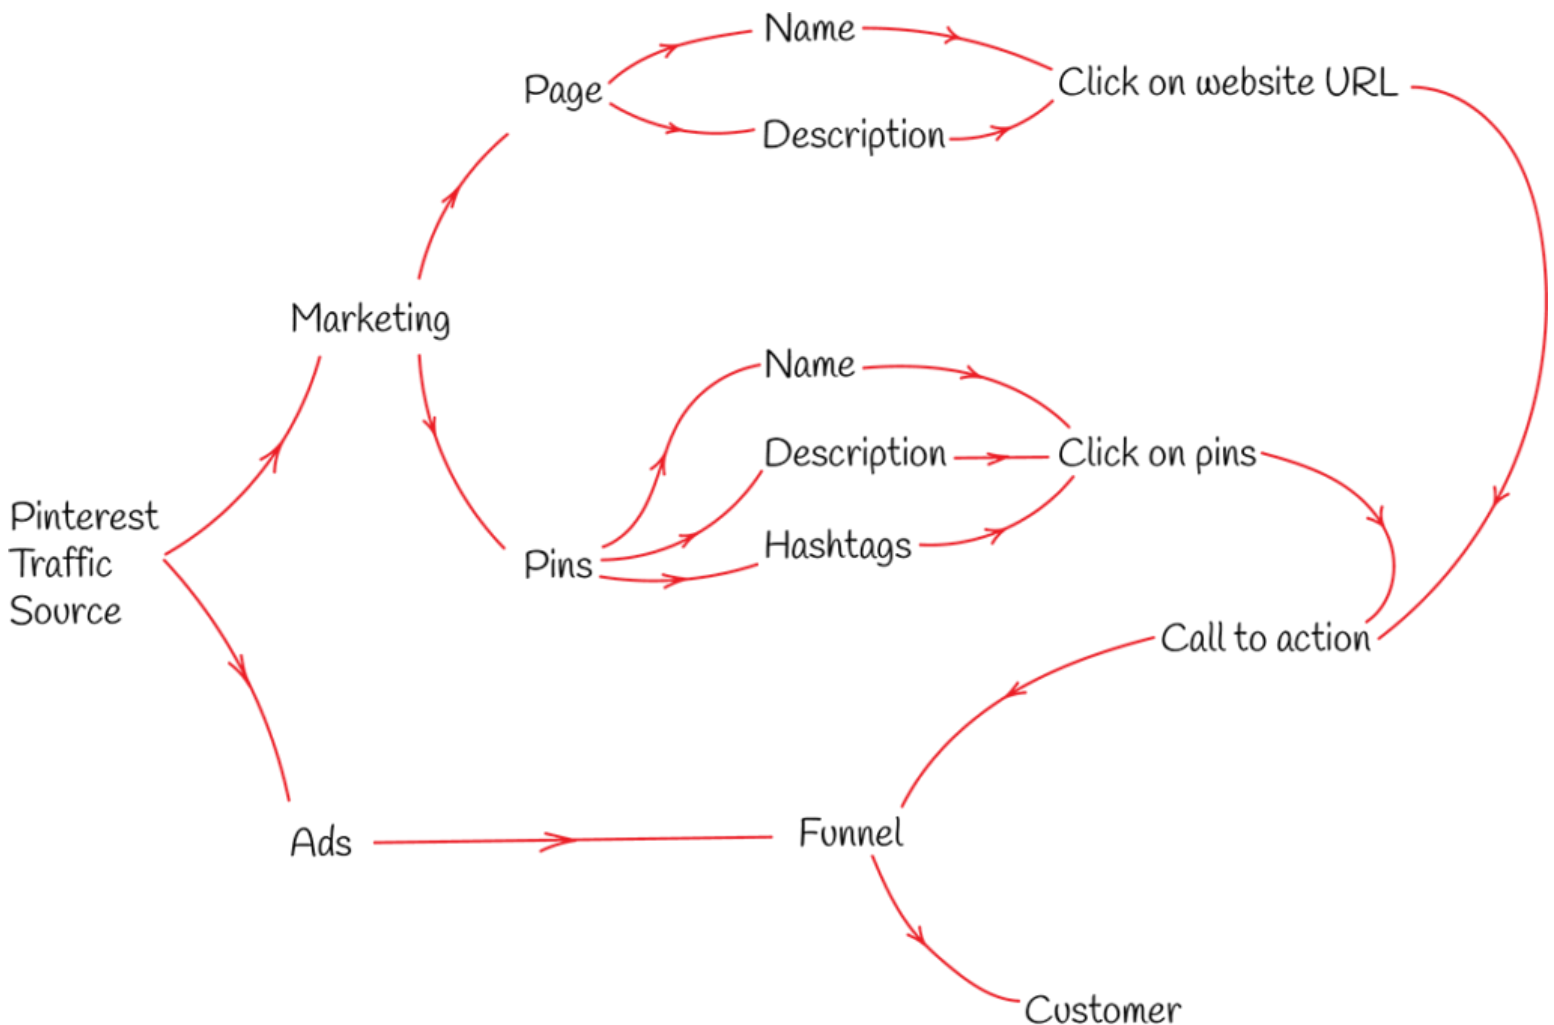 Name
Page
Click on website URL
Description
Marketing
Name
Description
Click on pins
Pinterest
Traffic
Source
Hashtags
Pins
Call to action
Ads
Funnel
Customer